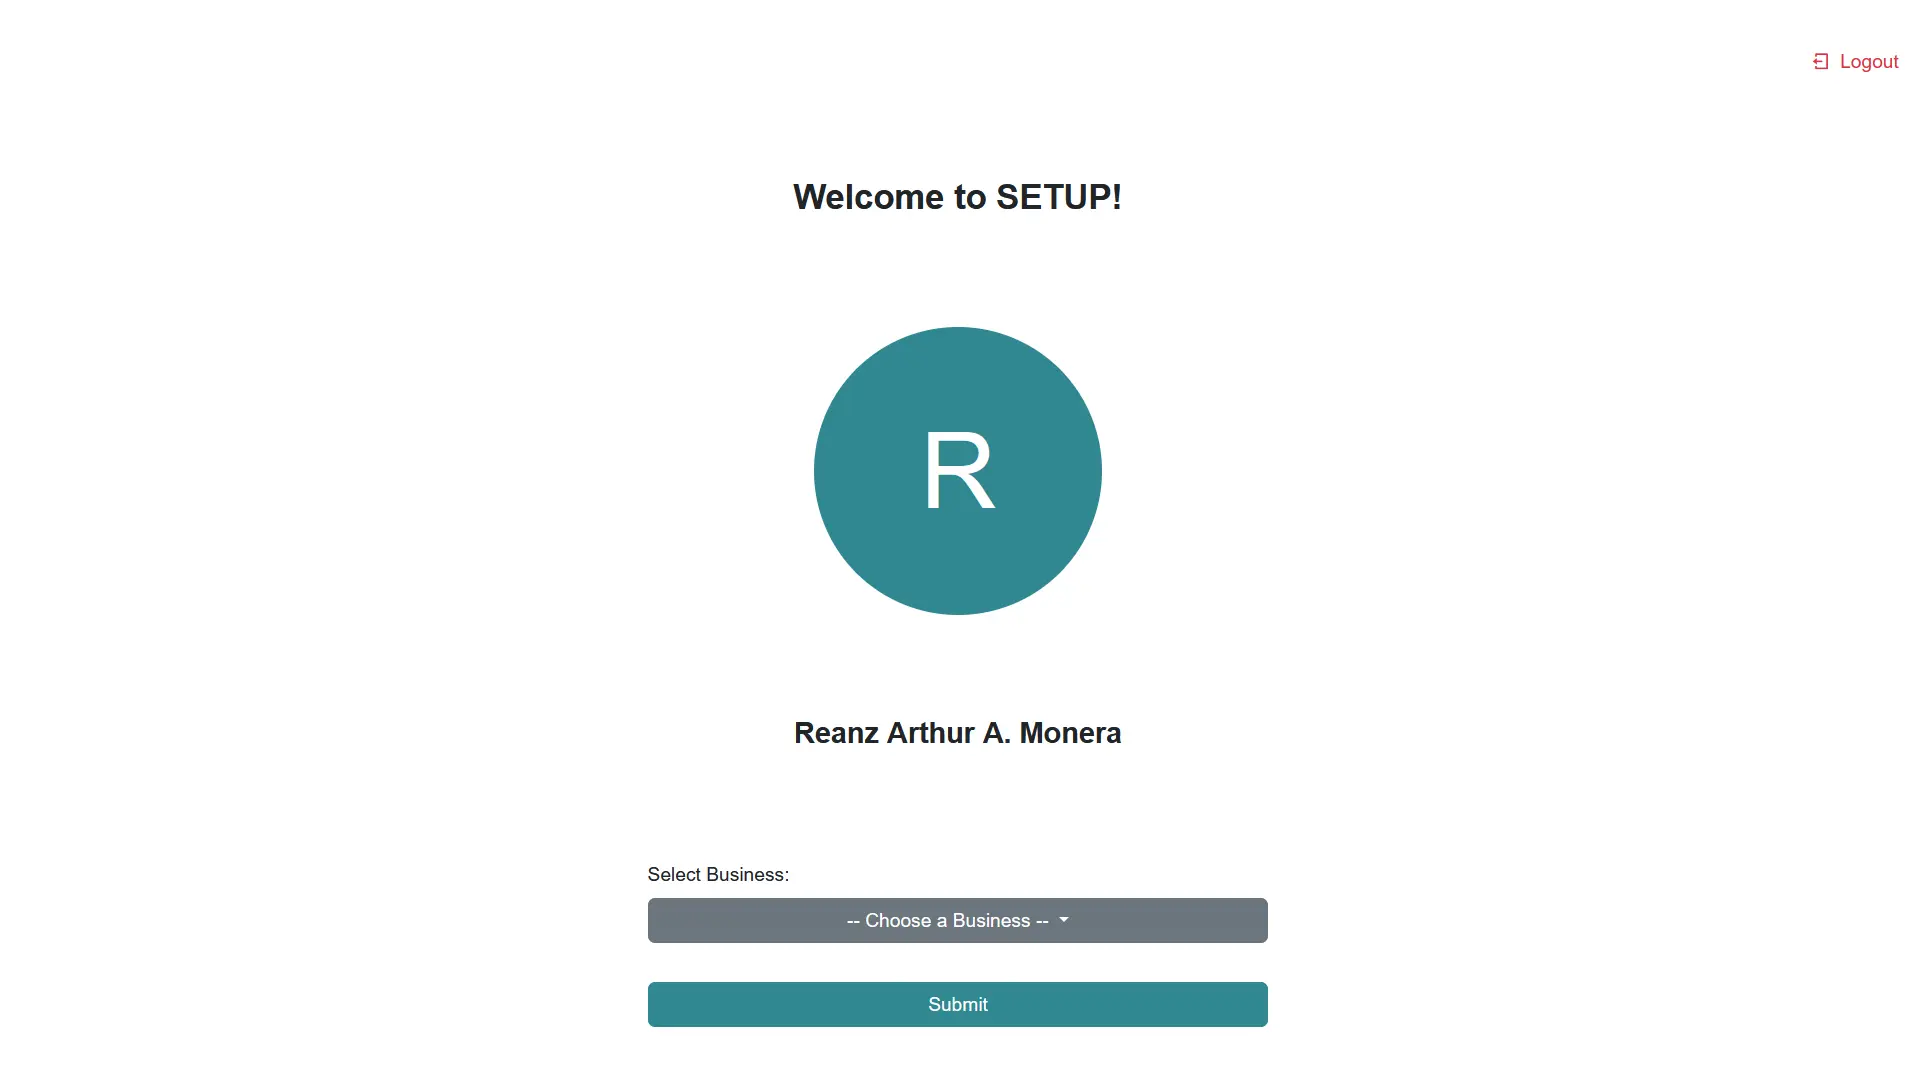 Logout
Welcome to SETUP!
R
Reanz Arthur A. Monera
Select Business:
-- Choose a Business --
Submit